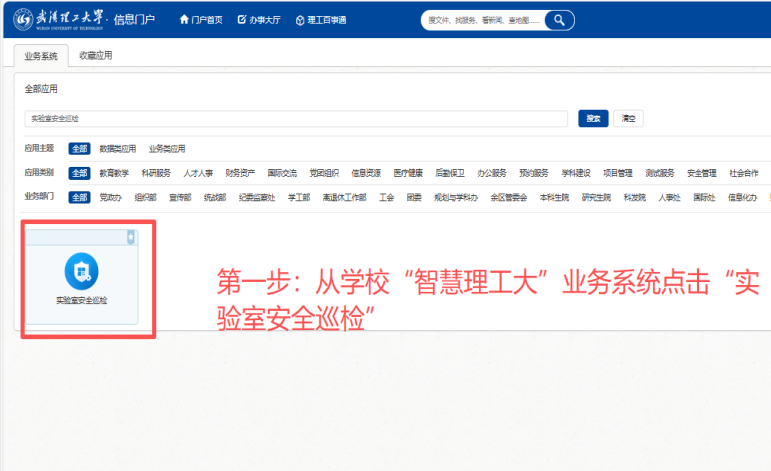 武汉理工大学 · 信息门户 门户首页 办事大厅 理工百事通 搜文件、找服务、看新闻、查地图......
WUHAN UNIVERSITY OF TECHNOLOGY
业务系统 收藏应用
全部应用
实验室安全巡检 搜索 清空
应用主题 全部 数据类应用 业务类应用
应用类别 全部 教育教学 科研服务 人才人事 财务资产 国际交流 党团组织 信息资源 医疗健康 后勤保卫 办公服务 预约服务 学科建设 项目管理 测试服务 安全管理 社会合作
业务部门 全部 党政办 组织部 宣传部 统战部 纪委监察处 学工部 离退休工作部 工会 团委 规划与学科办 余区管委会 本科生院 研究生院 科发院 人事处 国际处 信息化办
实验室安全巡检
第一步：从学校“智慧理工大”业务系统点击“实
验室安全巡检”